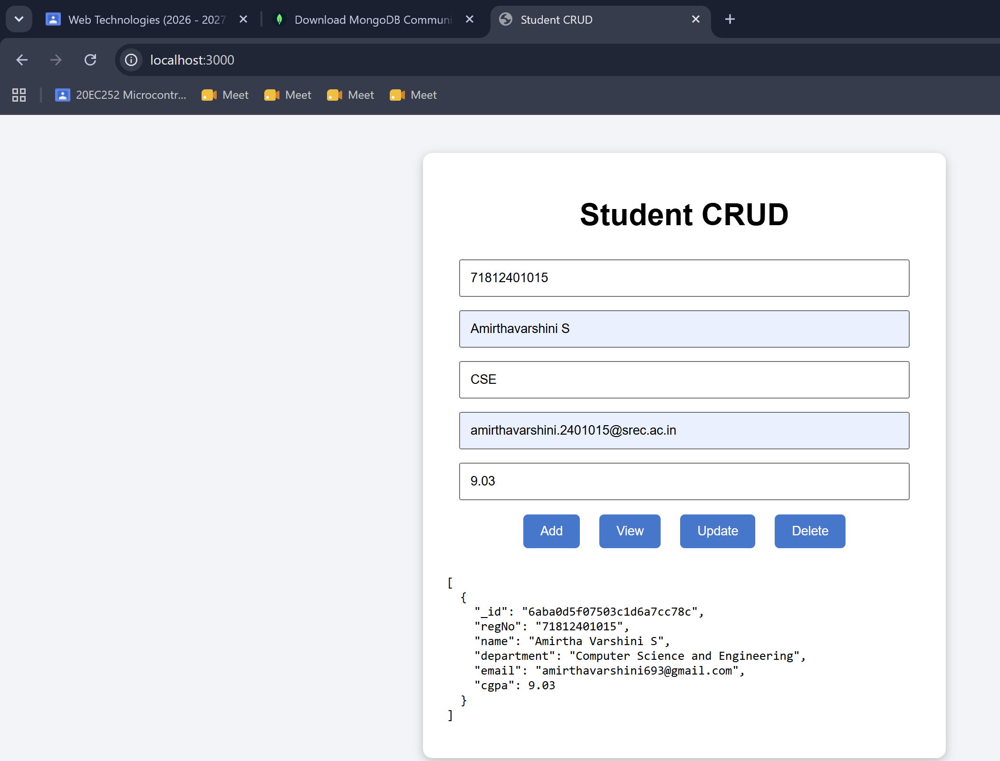 Web Technologies (2026 - 2027
Download MongoDB Communi
Student CRUD
localhost:3000
20EC252 Microcontr...
Meet
Meet
Meet
Meet
Student CRUD
71812401015
Amirthavarshini S
CSE
amirthavarshini.2401015@srec.ac.in
9.03
Add View Update Delete
[
  {
    "_id": "6aba0d5f07503c1d6a7cc78c",
    "regNo": "71812401015",
    "name": "Amirtha Varshini S",
    "department": "Computer Science and Engineering",
    "email": "amirthavarshini693@gmail.com",
    "cgpa": 9.03
  }
]